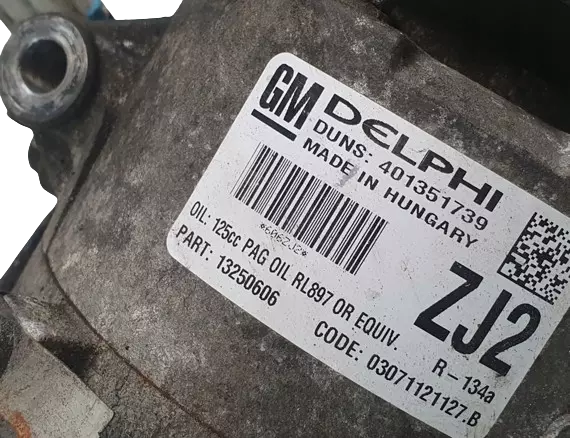 GM DELPHI
DUNS: 401351739
MADE IN HUNGARY
*606ZJ2*
OIL: 125cc PAG OIL RL897 OR EQUIV.
PART: 13250606
ZJ2
R-134a
CODE: 03071121127.B